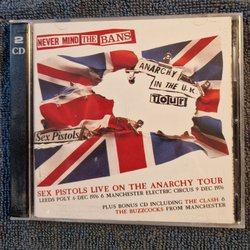 2
CD
NEVER MIND THE BANS
ANARCHY
IN THE U.K.
TOUR
Sex Pistols
SEX PISTOLS LIVE ON THE ANARCHY TOUR
LEEDS POLY 6 DEC 1976 & MANCHESTER ELECTRIC CIRCUS 9 DEC 1976
PLUS BONUS CD INCLUDING THE CLASH &
THE BUZZCOCKS FROM MANCHESTER